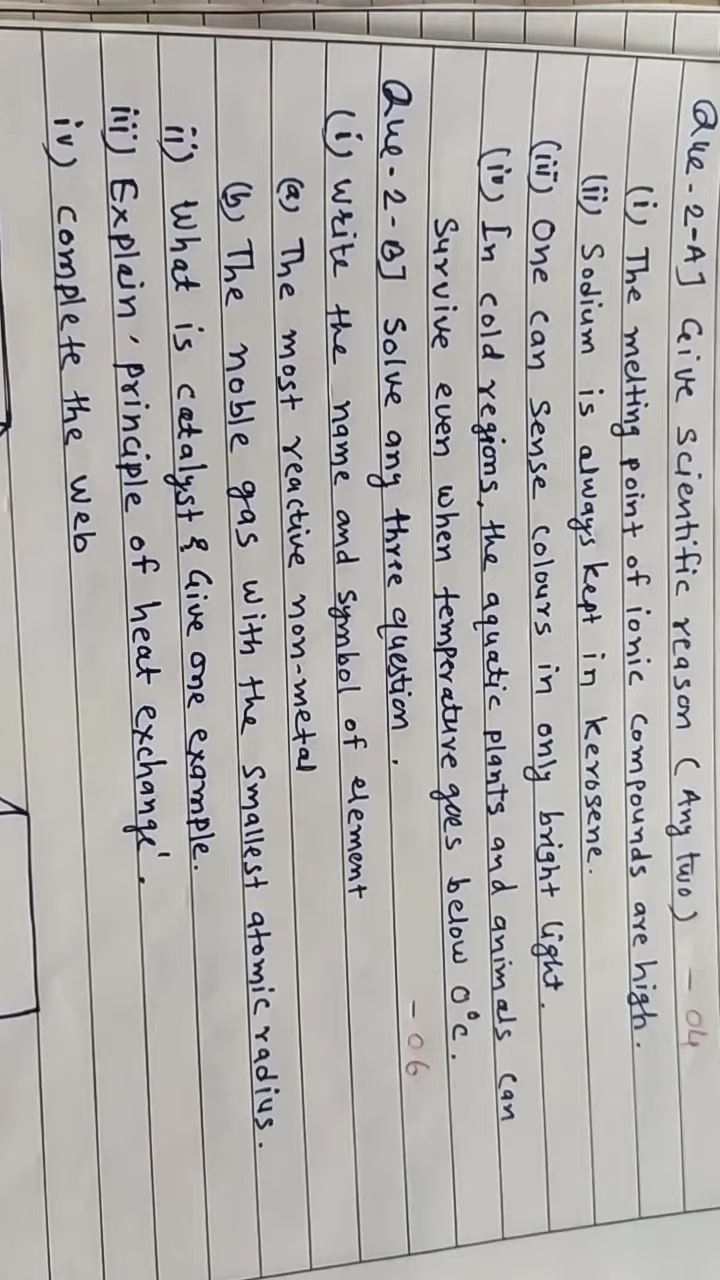 Que-2-A] Give scientific reason (Any two) - 04
(i) The melting point of ionic compounds are high.
(ii) Sodium is always kept in kerosene.
(iii) One can sense colours in only bright light.
(iv) In cold regions, the aquatic plants and animals can
survive even when temperature goes below 0°c.
Que-2-B] Solve any three question. - 06
(i) write the name and symbol of element
(a) The most reactive non-metal
(b) The noble gas with the smallest atomic radius.
ii) What is catalyst & Give one example.
iii) Explain 'principle of heat exchange'.
iv) complete the web